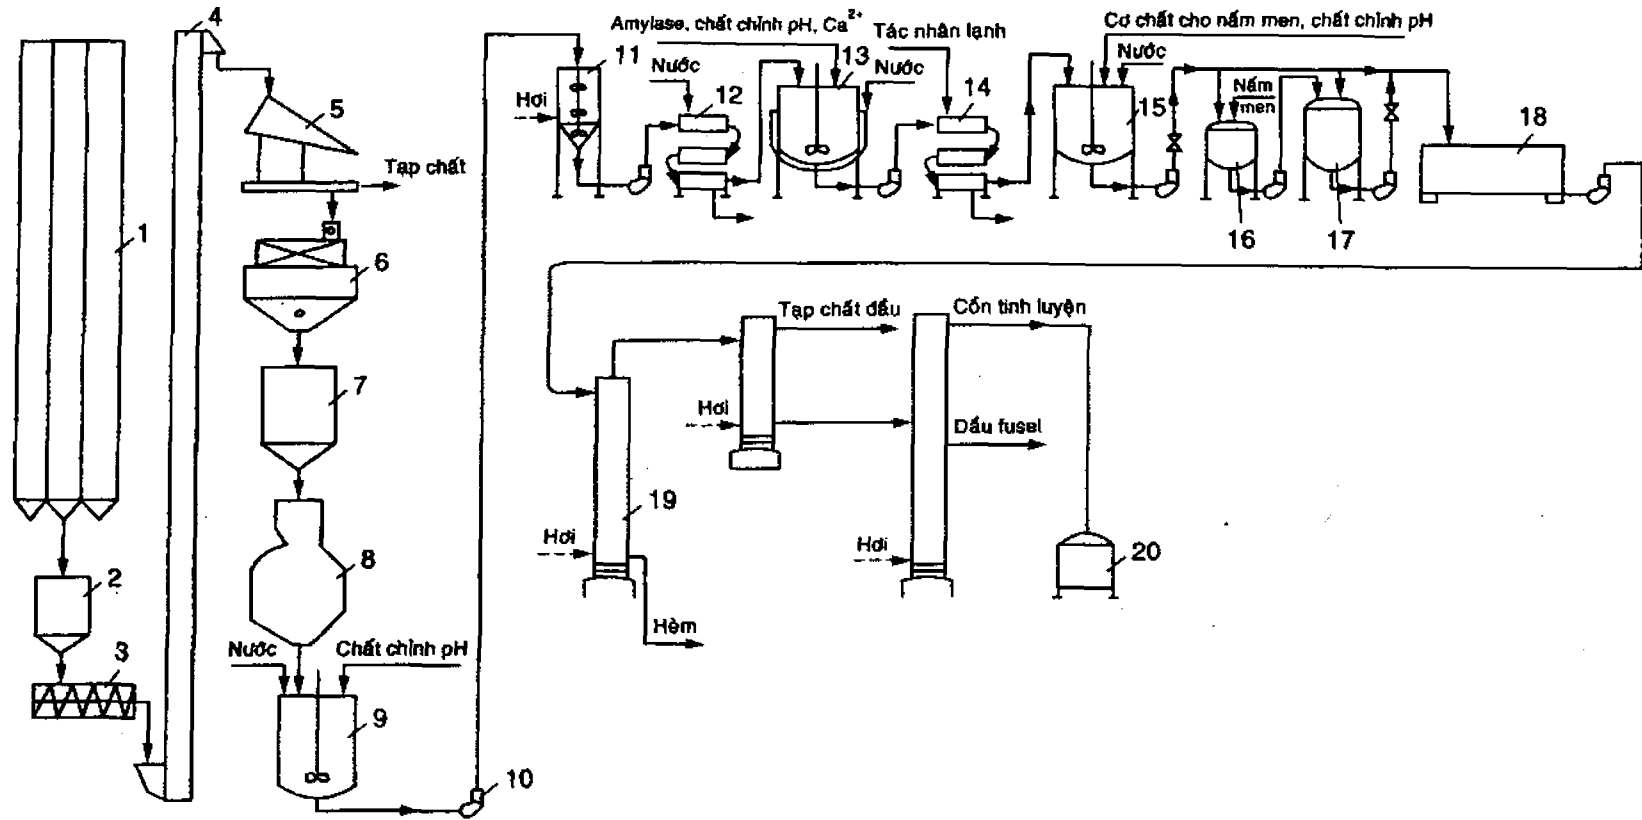 1
2
3
4
5
Tạp chất
6
7
8
Nước
Chất chỉnh pH
9
10
Hơi
11
Nước
12
Amylase, chất chỉnh pH, Ca²⁺
13
Nước
Tác nhân lạnh
14
Cơ chất cho nấm men, chất chỉnh pH
Nước
15
Nấm
men
16
17
18
Hơi
19
Hèm
Tạp chất đầu
Hơi
Cồn tinh luyện
Dầu fusel
Hơi
20